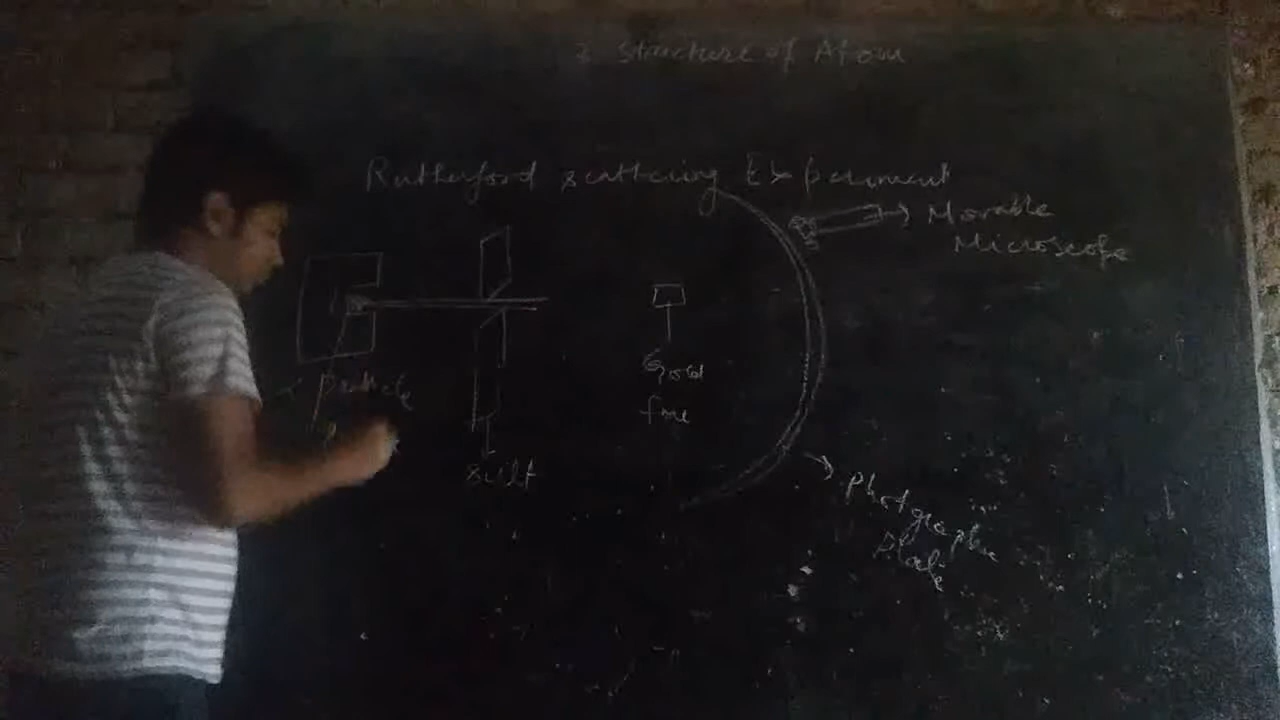 2 Structure of Atom
Rutherford scattering Experiment
Movable
Microscope
Particle
Gold
foil
Slit
Photographic
Plate